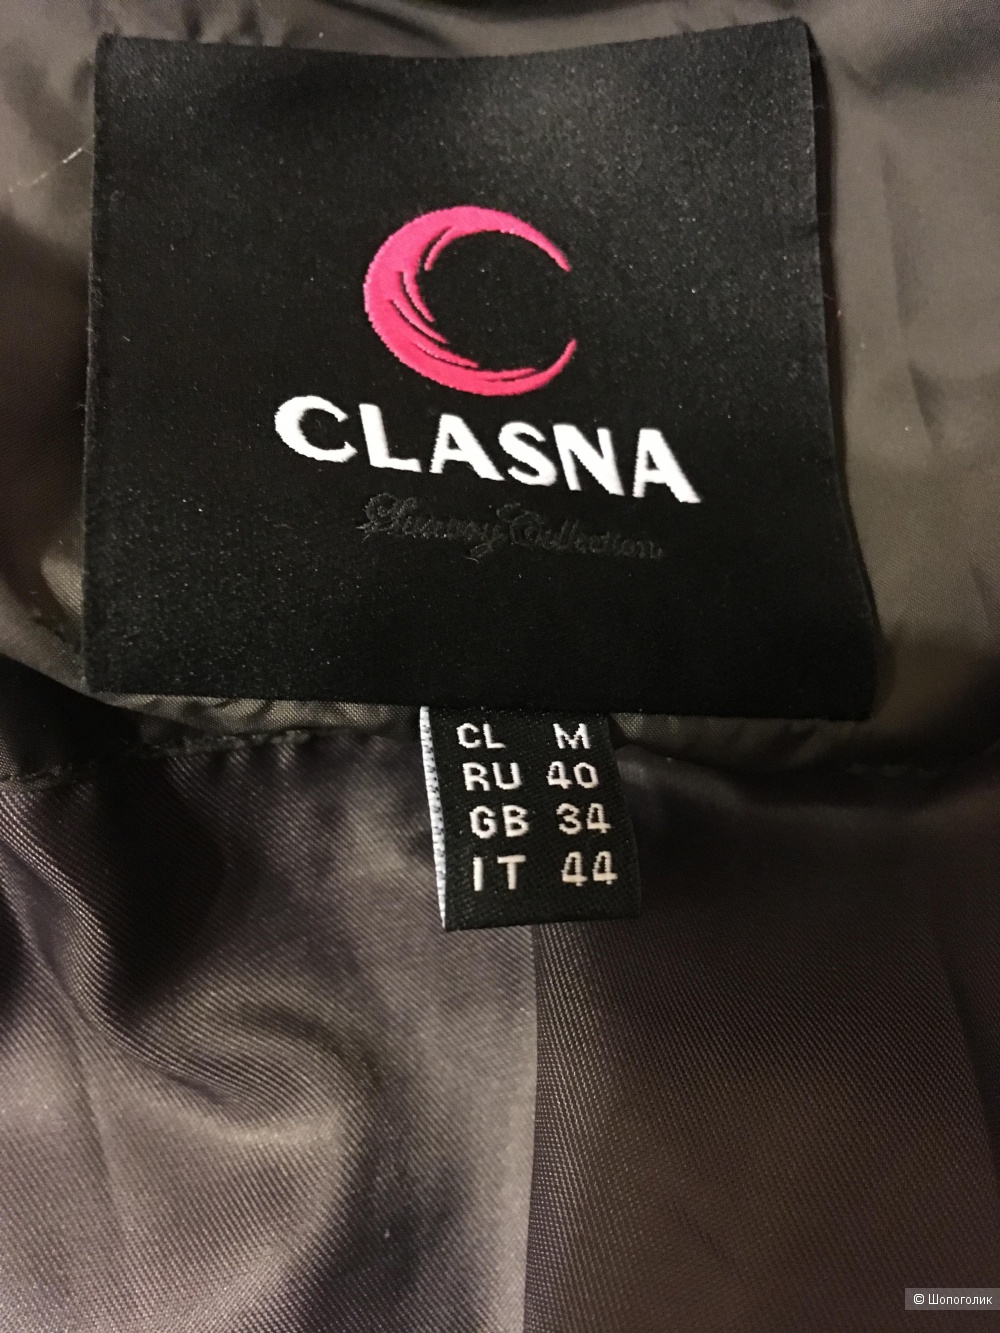 CLASNA
Luxury Collection
CL M
RU 40
GB 34
IT 44
© Шопоголик